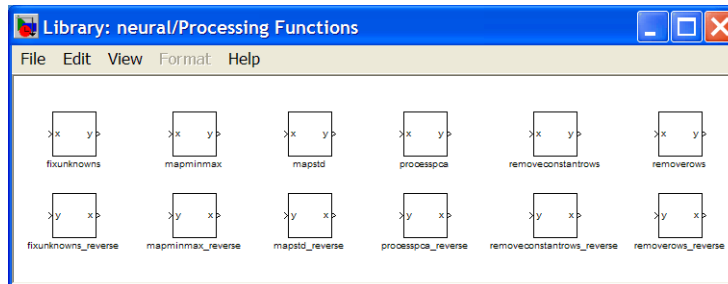 Library: neural/Processing Functions
File Edit View Format Help
x y x y x y x y x y x y
fixunknowns mapminmax mapstd processpca removeconstantrows removerows
y x y x y x y x y x y x
fixunknowns_reverse mapminmax_reverse mapstd_reverse processpca_reverse removeconstantrows_reverse removerows_reverse